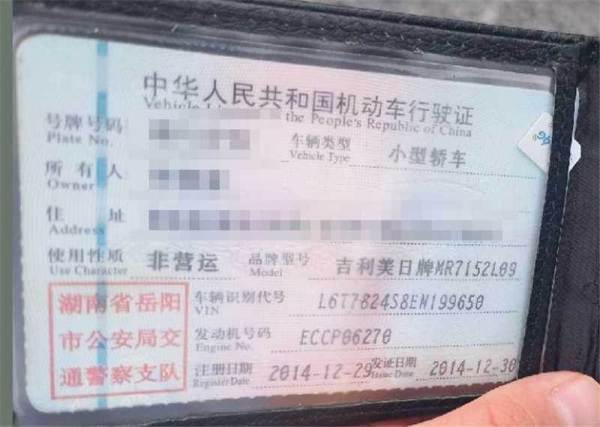 中华人民共和国机动车行驶证
Vehicle the People's Republic of China
号牌号码 车辆类型 小型轿车
Plate No. Vehicle Type
所有人
Owner
住址
Address
使用性质 非营运 品牌型号 吉利美日牌MR7152L09
Use Character Model
湖南省岳阳 车辆识别代号 L6T7824S8EN199650
VIN
市公安局交 发动机号码 ECCP06270
Engine No.
通警察支队 注册日期 2014-12-29 发证日期 2014-12-30
Register Date Issue Date